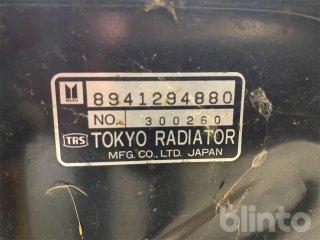 ISUZU
8941294880
NO. 300260
TRS TOKYO RADIATOR
MFG.CO.,LTD. JAPAN
blinto